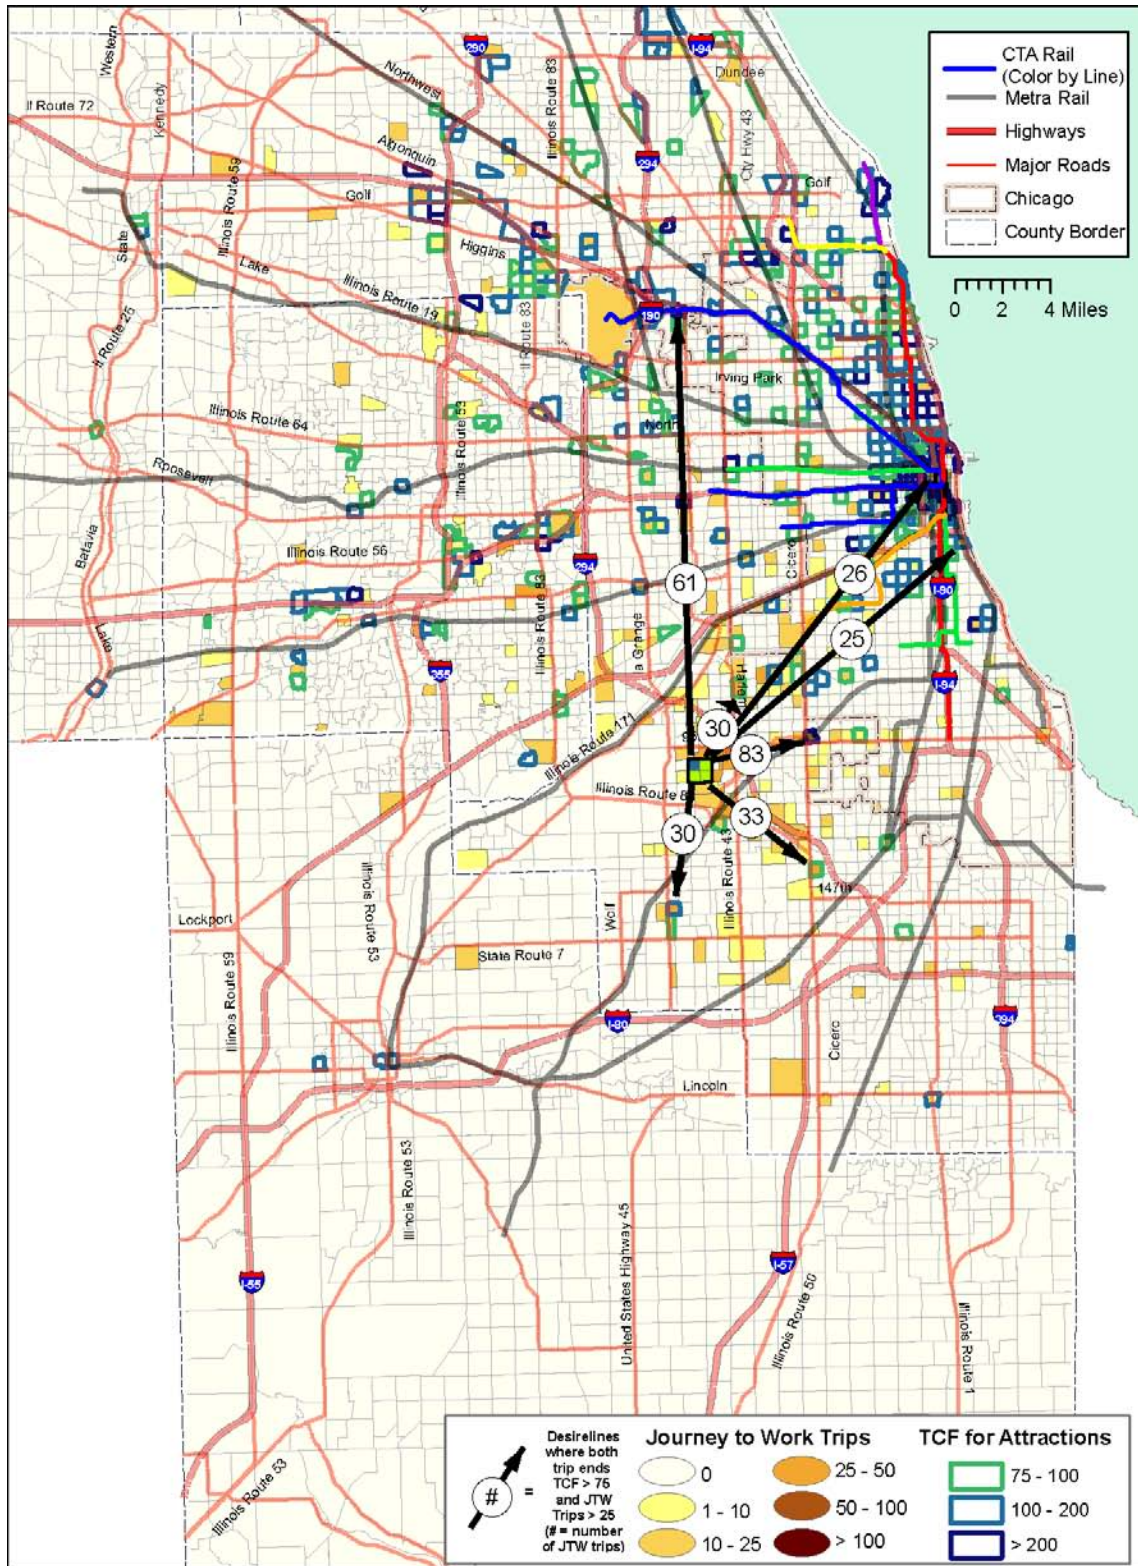 Western
Kennedy
290
I-94
Dundee
Northwest
Illinois Route 83
Il Route 72
Algonquin
294
Cty Hwy 43
Illinois Route 59
Golf
Golf
State
Higgins
Lake
Illinois Route 19
Il Route 25
Il Route 83
190
Irving Park
Illinois Route 64
Illinois Route 53
North
Roosevelt
Batavia
Illinois Route 56
294
Illinois Route 83
Cicero
61
26
I-90
25
Lake
355
Harlem
I-94
30
Illinois Route 171
83
Illinois Route 8
33
30
Illinois Route 43
147th
Illinois Route 53
Lockport
Wolf
State Route 7
Illinois Route 59
I-80
394
Cicero
Lincoln
Illinois Route 53
United States Highway 45
I-57
I-55
Illinois Route 50
Illinois Route 1
Illinois Route 53
CTA Rail
(Color by Line)
Metra Rail
Highways
Major Roads
Chicago
County Border
0 4 Miles
Desirelines
where both
trip ends
TCF > 75
and JTW
Trips > 25
(# = number
of JTW trips)
# =
Journey to Work Trips
0
1 - 10
10 - 25
25 - 50
50 - 100
> 100
TCF for Attractions
75 - 100
100 - 200
> 200